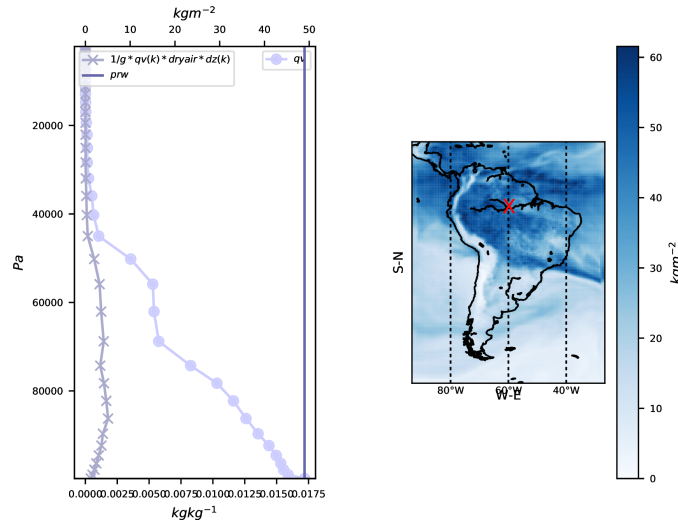 kgm⁻²
0 10 20 30 40 50
1/g*qv(k)*dryair*dz(k)
prw
qv
20000
40000
60000
80000
Pa
0.0000 0.0025 0.0050 0.0075 0.0100 0.0125 0.0150 0.0175
kgkg⁻¹
S-N
80°W 60°W 40°W
W-E
60
50
40
30
20
10
0
kgm⁻²